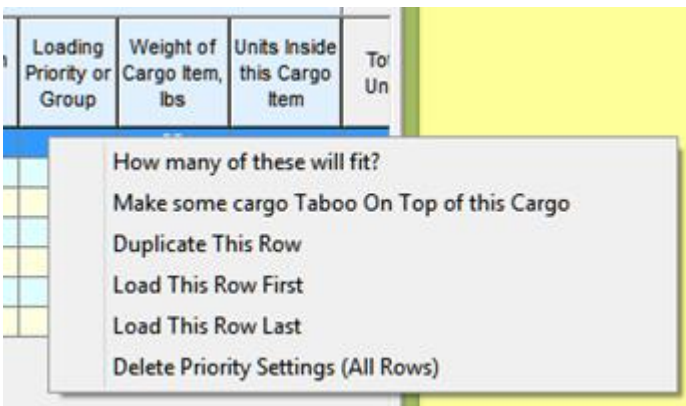 Loading Priority or Group
Weight of Cargo Item, lbs
Units Inside this Cargo Item
How many of these will fit?
Make some cargo Taboo On Top of this Cargo
Duplicate This Row
Load This Row First
Load This Row Last
Delete Priority Settings (All Rows)